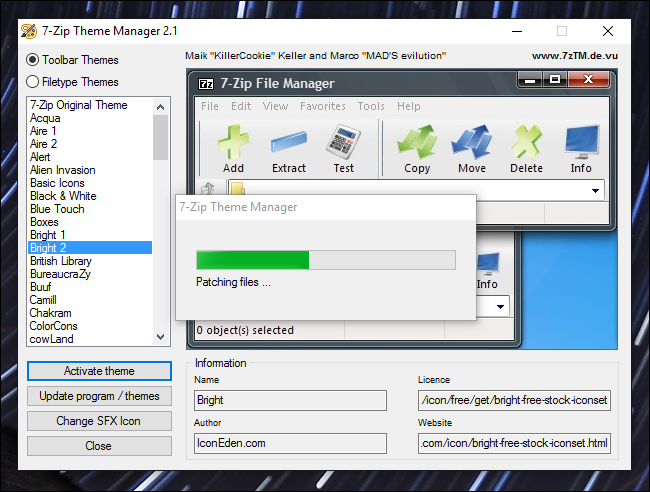 7-Zip Theme Manager 2.1
Toolbar Themes
Filetype Themes
Maik "KillerCookie" Keller and Marco "MAD'S evilution"
www.7zTM.de.vu
7-Zip Original Theme
Acqua
Aire 1
Aire 2
Alert
Alien Invasion
Basic Icons
Black & White
Blue Touch
Boxes
Bright 1
Bright 2
British Library
BureaucraZy
Buuf
Camill
Chakram
ColorCons
cowLand
7z 7-Zip File Manager
File Edit View Favorites Tools Help
Add Extract Test Copy Move Delete Info
7-Zip Theme Manager
Patching files ...
Info
0 object(s) selected
Activate theme
Update program / themes
Change SFX Icon
Close
Information
Name
Bright
Licence
/icon/free/get/bright-free-stock-iconset
Author
IconEden.com
Website
.com/icon/bright-free-stock-iconset.html